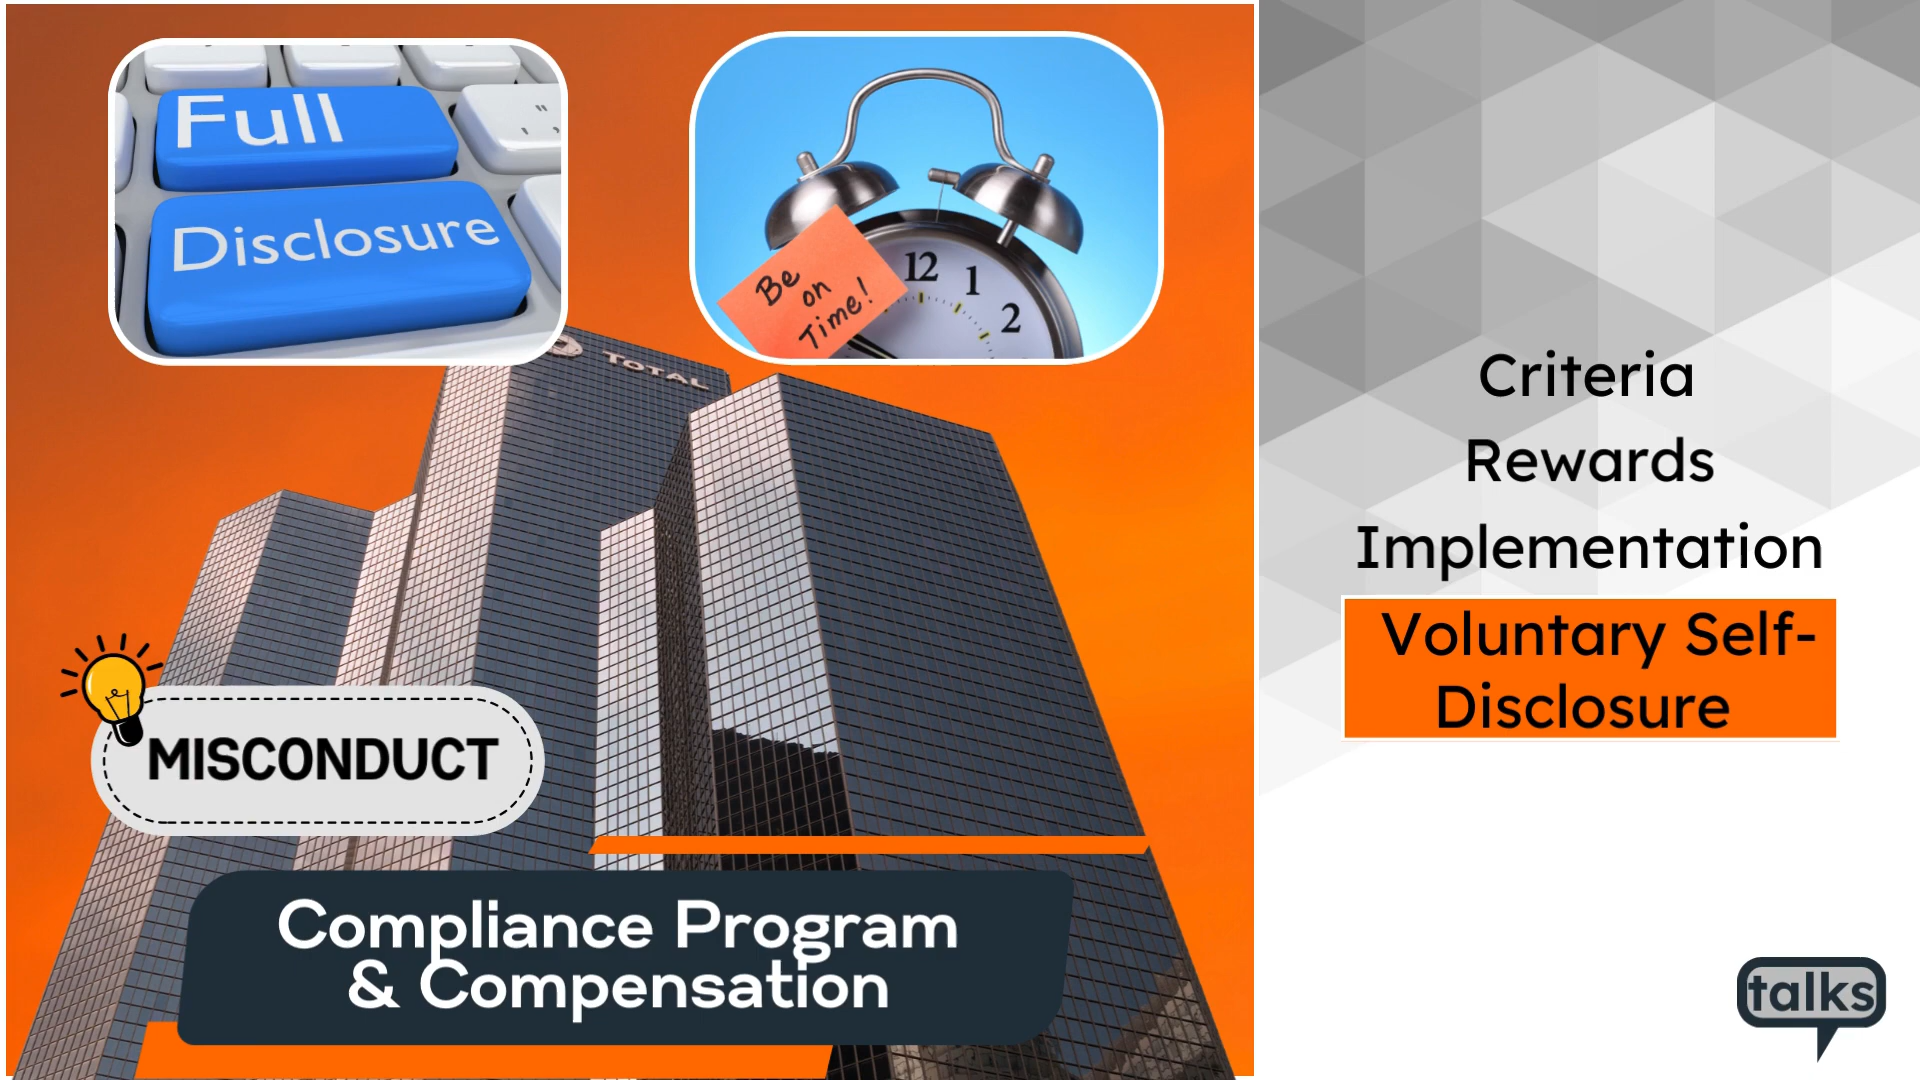 Full
Disclosure
Be
on
Time!
12
1
2
TOTAL
MISCONDUCT
Compliance Program
& Compensation
Criteria
Rewards
Implementation
Voluntary Self-
Disclosure
talks